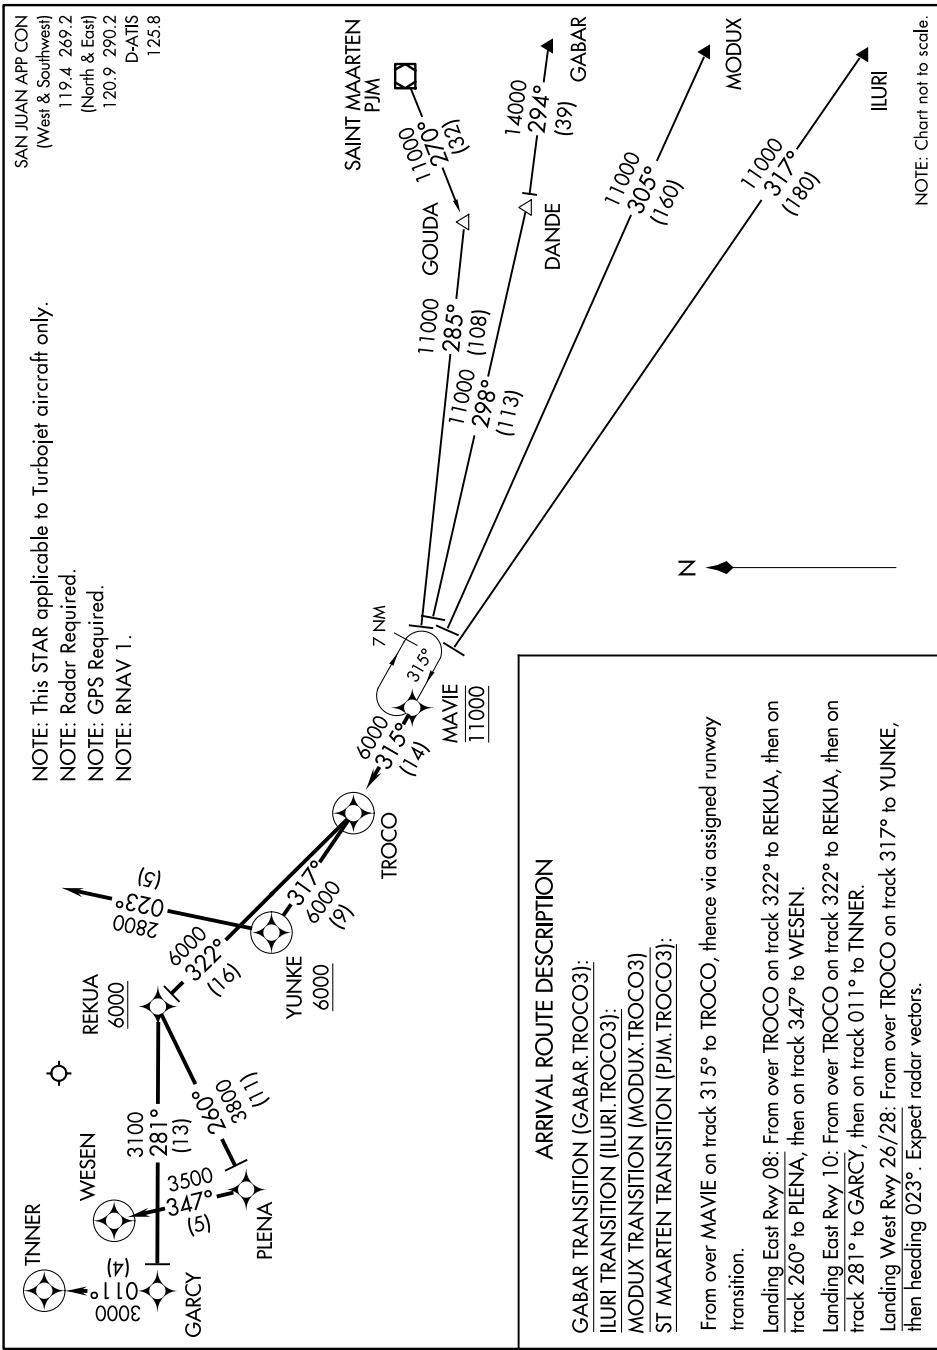 SAN JUAN APP CON
(West & Southwest)
119.4 269.2
(North & East)
120.9 290.2
D-ATIS
125.8
NOTE: This STAR applicable to Turbojet aircraft only.
NOTE: Radar Required.
NOTE: GPS Required.
NOTE: RNAV 1.
TNNER
3000
011°
(4)
GARCY
WESEN
3500
347°
(5)
PLENA
3100
281°
(13)
260°
3800
(11)
REKUA
6000
6000
322°
(16)
2800
023°
(5)
YUNKE
6000
317°
6000
(9)
TROCO
6000
315°
(14)
MAVIE
11000
315°
7 NM
SAINT MAARTEN
PJM
11000
270°
(32)
GOUDA
11000
285°
(108)
GABAR
14000
294°
(39)
DANDE
11000
298°
(113)
MODUX
11000
305°
(160)
ILURI
11000
317°
(180)
N
NOTE: Chart not to scale.
ARRIVAL ROUTE DESCRIPTION
GABAR TRANSITION (GABAR.TROCO3):
ILURI TRANSITION (ILURI.TROCO3):
MODUX TRANSITION (MODUX.TROCO3)
ST MAARTEN TRANSITION (PJM.TROCO3):
From over MAVIE on track 315° to TROCO, thence via assigned runway
transition.
Landing East Rwy 08: From over TROCO on track 322° to REKUA, then on
track 260° to PLENA, then on track 347° to WESEN.
Landing East Rwy 10: From over TROCO on track 322° to REKUA, then on
track 281° to GARCY, then on track 011° to TNNER.
Landing West Rwy 26/28: From over TROCO on track 317° to YUNKE,
then heading 023°. Expect radar vectors.